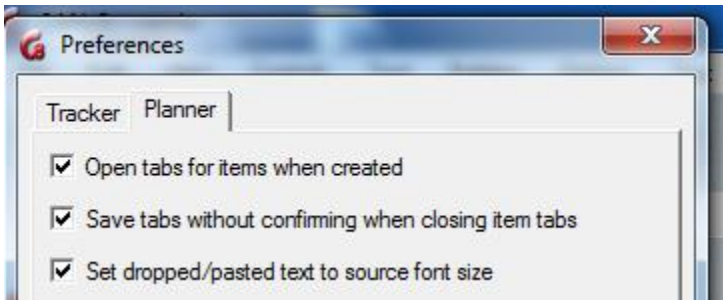 Preferences
Tracker Planner
Open tabs for items when created
Save tabs without confirming when closing item tabs
Set dropped/pasted text to source font size